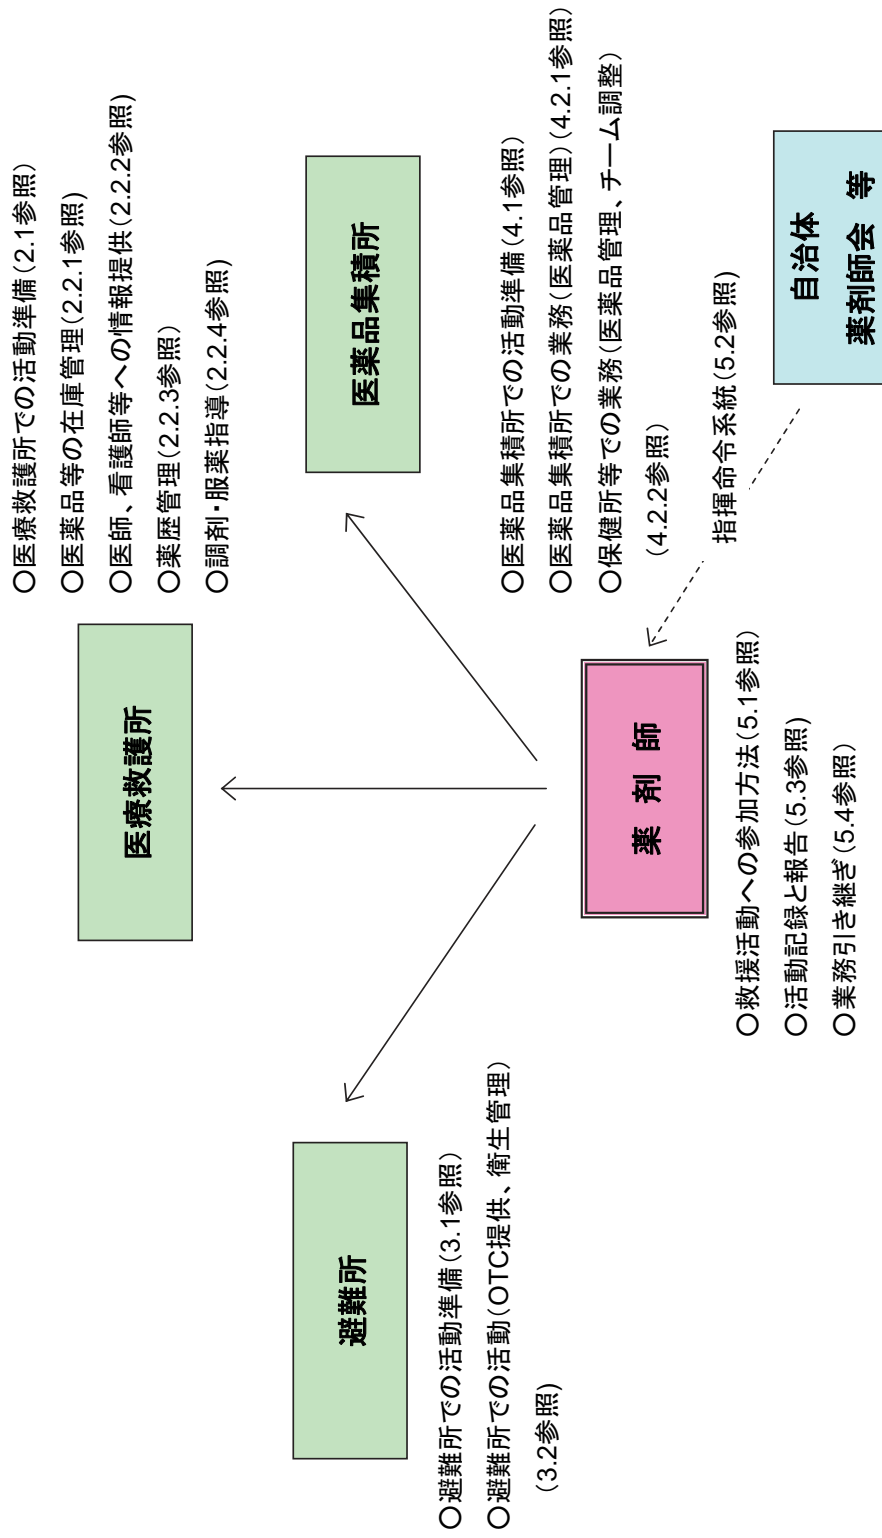 医療救護所
○医療救護所での活動準備(2.1参照)
○医薬品等の在庫管理(2.2.1参照)
○医師、看護師等への情報提供(2.2.2参照)
○薬歴管理(2.2.3参照)
○調剤・服薬指導(2.2.4参照)
避難所
○避難所での活動準備(3.1参照)
○避難所での活動(OTC提供、衛生管理)
(3.2参照)
医薬品集積所
○医薬品集積所での活動準備(4.1参照)
○医薬品集積所での業務(医薬品管理)(4.2.1参照)
○保健所等での業務(医薬品管理、チーム調整)
(4.2.2参照)
薬 剤 師
○救援活動への参加方法(5.1参照)
○活動記録と報告(5.3参照)
○業務引き継ぎ(5.4参照)
指揮命令系統(5.2参照)
自治体
薬剤師会 等